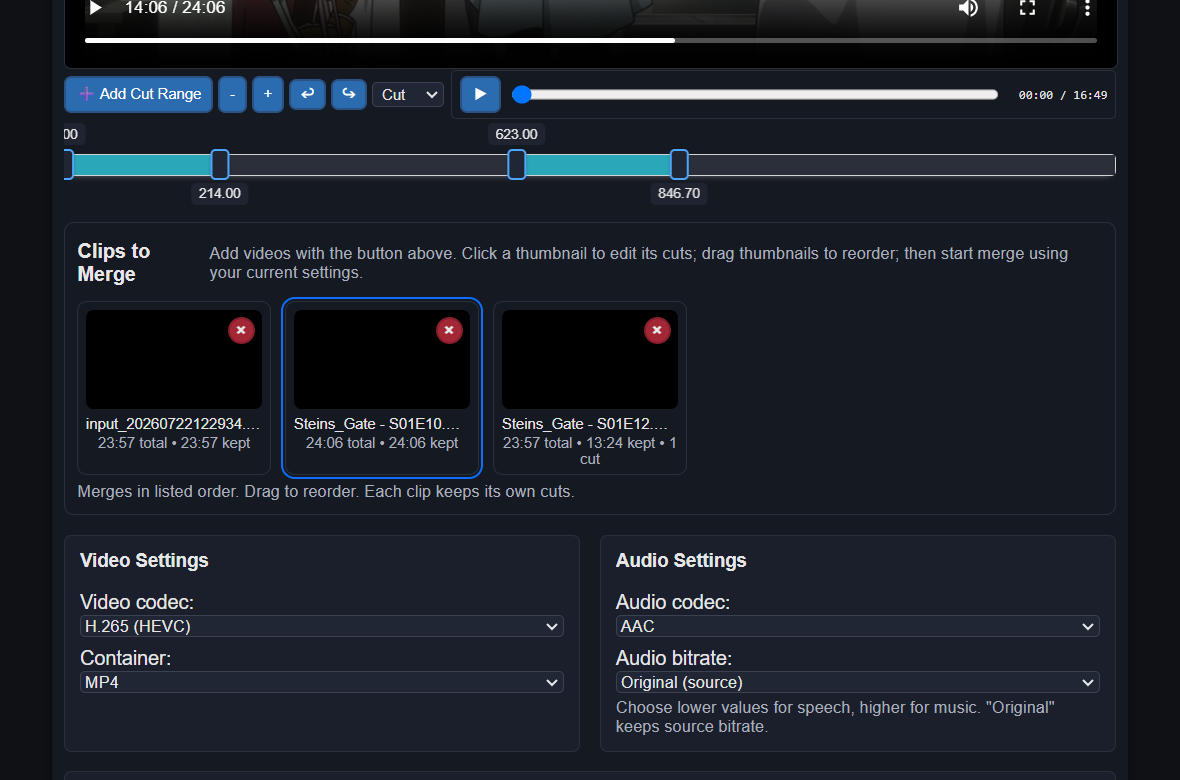 14:06 / 24:06
Add Cut Range
-
+
Cut
00:00 / 16:49
00
623.00
214.00
846.70
Clips to Merge
Add videos with the button above. Click a thumbnail to edit its cuts; drag thumbnails to reorder; then start merge using
your current settings.
input_20260722122934....
23:57 total • 23:57 kept
Steins_Gate - S01E10....
24:06 total • 24:06 kept
Steins_Gate - S01E12....
23:57 total • 13:24 kept • 1
cut
Merges in listed order. Drag to reorder. Each clip keeps its own cuts.
Video Settings
Video codec:
H.265 (HEVC)
Container:
MP4
Audio Settings
Audio codec:
AAC
Audio bitrate:
Original (source)
Choose lower values for speech, higher for music. "Original"
keeps source bitrate.